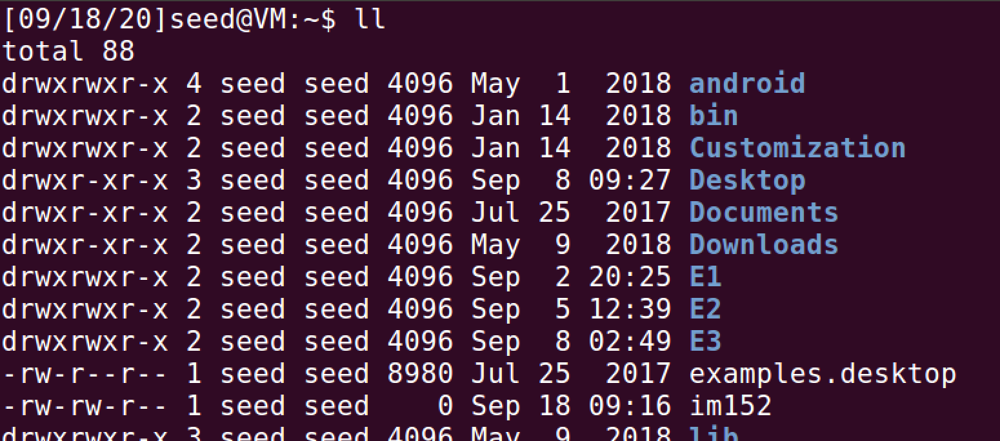 [09/18/20]seed@VM:~$ ll
total 88
drwxrwxr-x 4 seed seed 4096 May  1  2018 android
drwxrwxr-x 2 seed seed 4096 Jan 14  2018 bin
drwxrwxr-x 2 seed seed 4096 Jan 14  2018 Customization
drwxr-xr-x 3 seed seed 4096 Sep  8 09:27 Desktop
drwxr-xr-x 2 seed seed 4096 Jul 25  2017 Documents
drwxr-xr-x 2 seed seed 4096 May  9  2018 Downloads
drwxrwxr-x 2 seed seed 4096 Sep  2 20:25 E1
drwxrwxr-x 2 seed seed 4096 Sep  5 12:39 E2
drwxrwxr-x 2 seed seed 4096 Sep  8 02:49 E3
-rw-r--r-- 1 seed seed 8980 Jul 25  2017 examples.desktop
-rw-rw-r-- 1 seed seed    0 Sep 18 09:16 im152
drwxrwxr-x 3 seed seed 4096 May  9  2018 lib